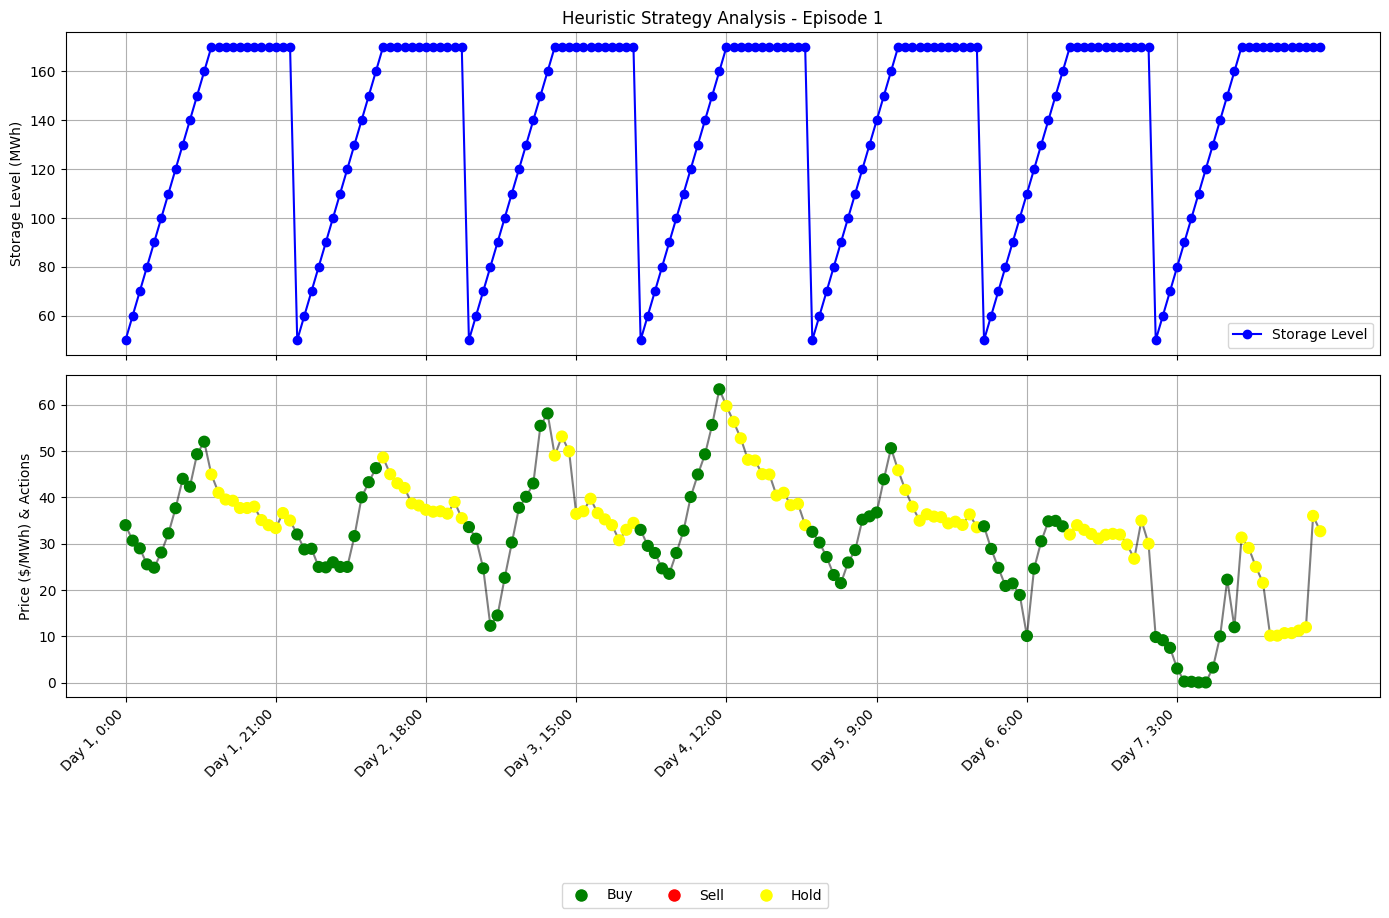 Heuristic Strategy Analysis - Episode 1
Storage Level (MWh)
160
140
120
100
80
60
Storage Level
Price ($/MWh) & Actions
60
50
40
30
20
10
0
Day 1, 0:00
Day 1, 21:00
Day 2, 18:00
Day 3, 15:00
Day 4, 12:00
Day 5, 9:00
Day 6, 6:00
Day 7, 3:00
Buy
Sell
Hold